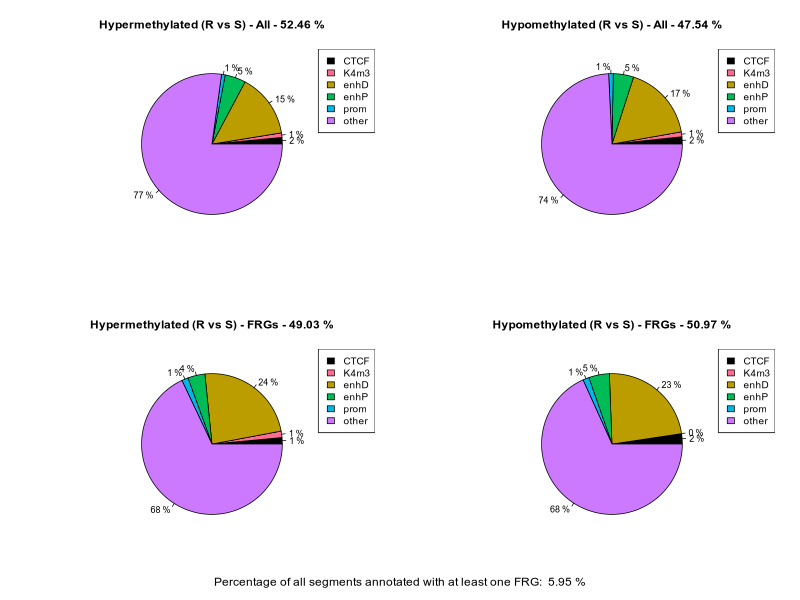 Hypermethylated (R vs S) - All - 52.46 %
CTCF
K4m3
enhD
enhP
prom
other
1 %
5 %
15 %
1 %
2 %
77 %
Hypomethylated (R vs S) - All - 47.54 %
CTCF
K4m3
enhD
enhP
prom
other
1 %
5 %
17 %
1 %
2 %
74 %
Hypermethylated (R vs S) - FRGs - 49.03 %
CTCF
K4m3
enhD
enhP
prom
other
1 %
4 %
24 %
1 %
1 %
68 %
Hypomethylated (R vs S) - FRGs - 50.97 %
CTCF
K4m3
enhD
enhP
prom
other
1 %
5 %
23 %
0 %
2 %
68 %
Percentage of all segments annotated with at least one FRG: 5.95 %